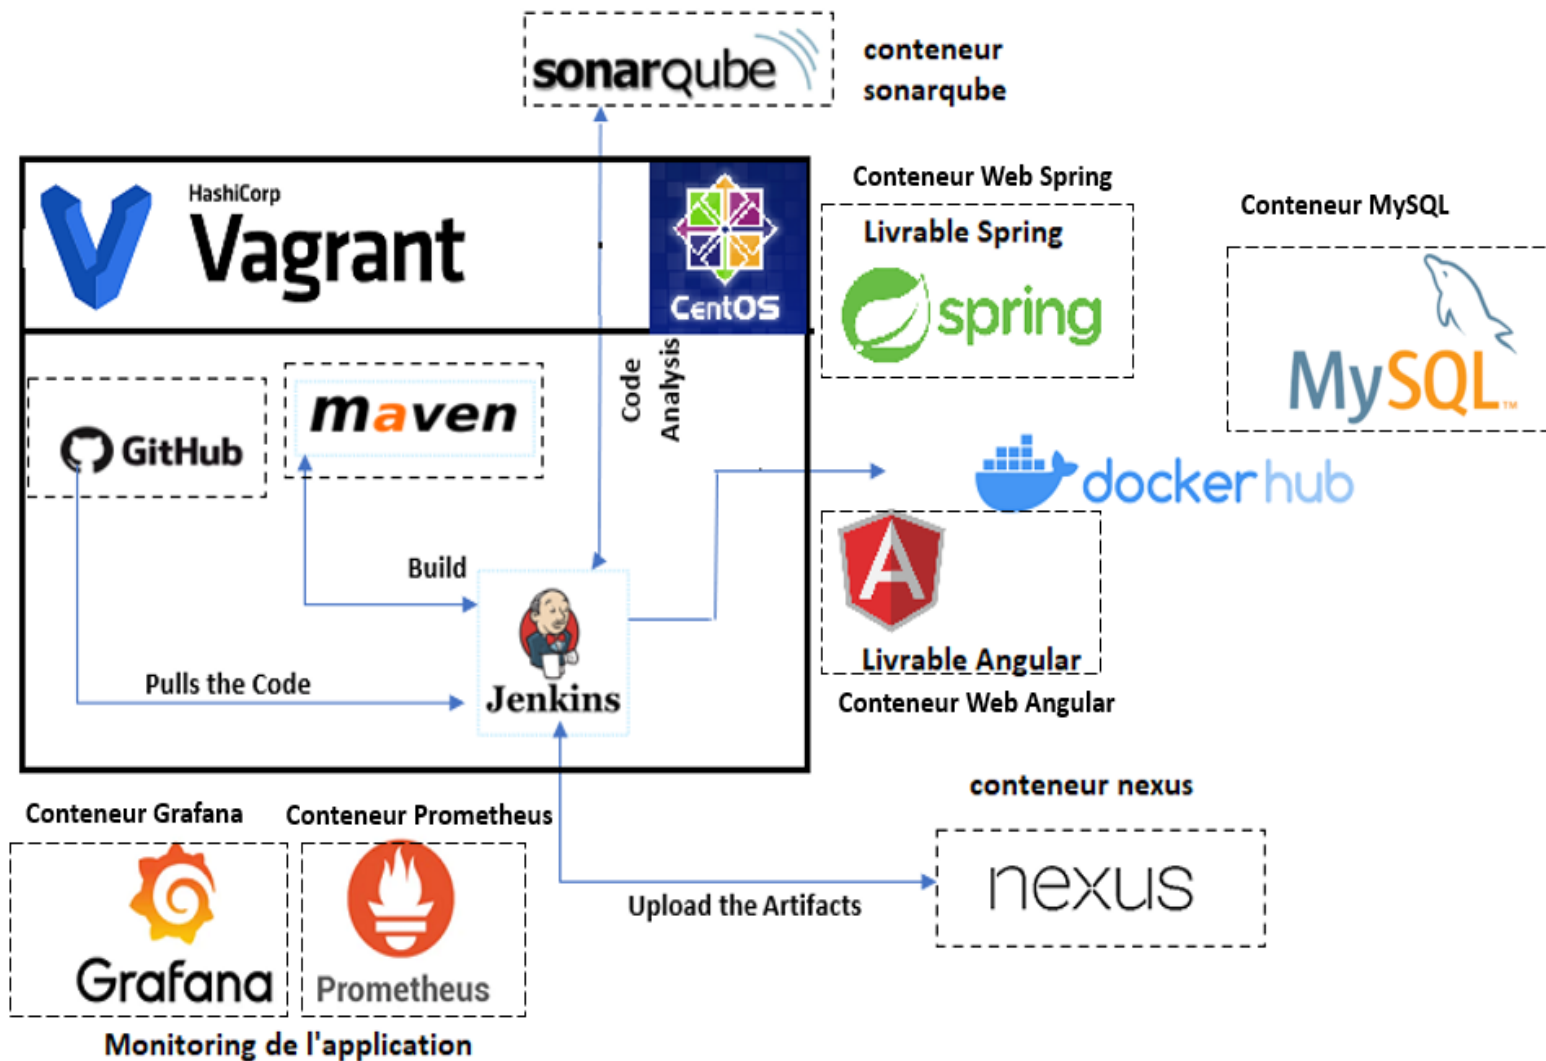 sonarqube
conteneur
sonarqube
HashiCorp
Vagrant
CentOS
Conteneur Web Spring
Livrable Spring
spring
Conteneur MySQL
MySQL™
GitHub
maven
Code
Analysis
docker hub
Build
Jenkins
Pulls the Code
Livrable Angular
Conteneur Web Angular
A
conteneur nexus
nexus
Upload the Artifacts
Conteneur Grafana
Grafana
Conteneur Prometheus
Prometheus
Monitoring de l'application